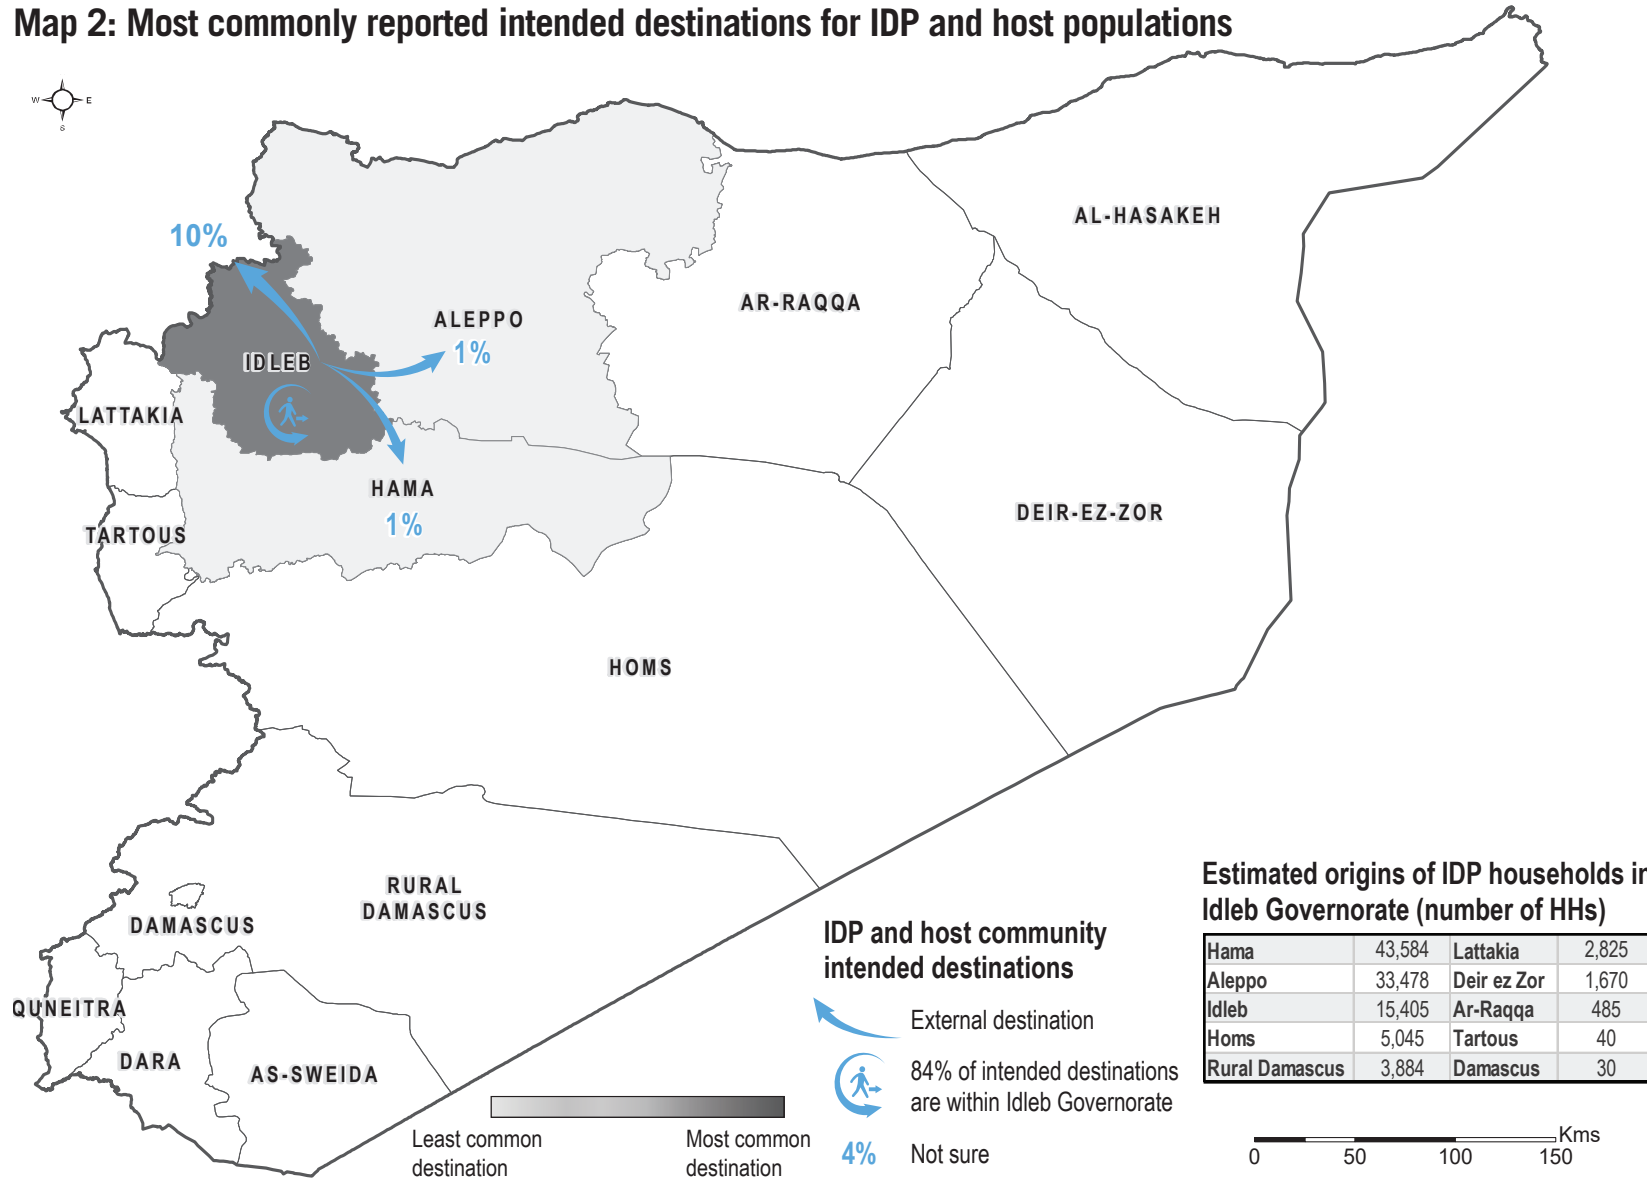 Map 2: Most commonly reported intended destinations for IDP and host populations
W
E
S
AL-HASAKEH
10%
AR-RAQQA
ALEPPO
1%
IDLEB
LATTAKIA
HAMA
1%
DEIR-EZ-ZOR
TARTOUS
HOMS
RURAL
DAMASCUS
DAMASCUS
QUNEITRA
DARA
AS-SWEIDA
Least common
destination
Most common
destination
IDP and host community
intended destinations
External destination
84% of intended destinations
are within Idleb Governorate
4% Not sure
Estimated origins of IDP households in
Idleb Governorate (number of HHs)
Hama 43,584 Lattakia 2,825
Aleppo 33,478 Deir ez Zor 1,670
Idleb 15,405 Ar-Raqqa 485
Homs 5,045 Tartous 40
Rural Damascus 3,884 Damascus 30
Kms
0 50 100 150